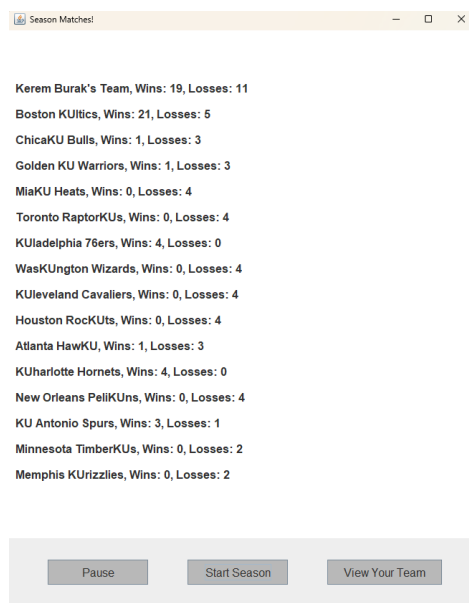 Season Matches!
Kerem Burak's Team, Wins: 19, Losses: 11
Boston KUltics, Wins: 21, Losses: 5
ChicaKU Bulls, Wins: 1, Losses: 3
Golden KU Warriors, Wins: 1, Losses: 3
MiaKU Heats, Wins: 0, Losses: 4
Toronto RaptorKUs, Wins: 0, Losses: 4
KUladelphia 76ers, Wins: 4, Losses: 0
WasKUngton Wizards, Wins: 0, Losses: 4
KUleveland Cavaliers, Wins: 0, Losses: 4
Houston RocKUts, Wins: 0, Losses: 4
Atlanta HawKU, Wins: 1, Losses: 3
KUharlotte Hornets, Wins: 4, Losses: 0
New Orleans PeliKUns, Wins: 0, Losses: 4
KU Antonio Spurs, Wins: 3, Losses: 1
Minnesota TimberKUs, Wins: 0, Losses: 2
Memphis KUrizzlies, Wins: 0, Losses: 2
Pause Start Season View Your Team